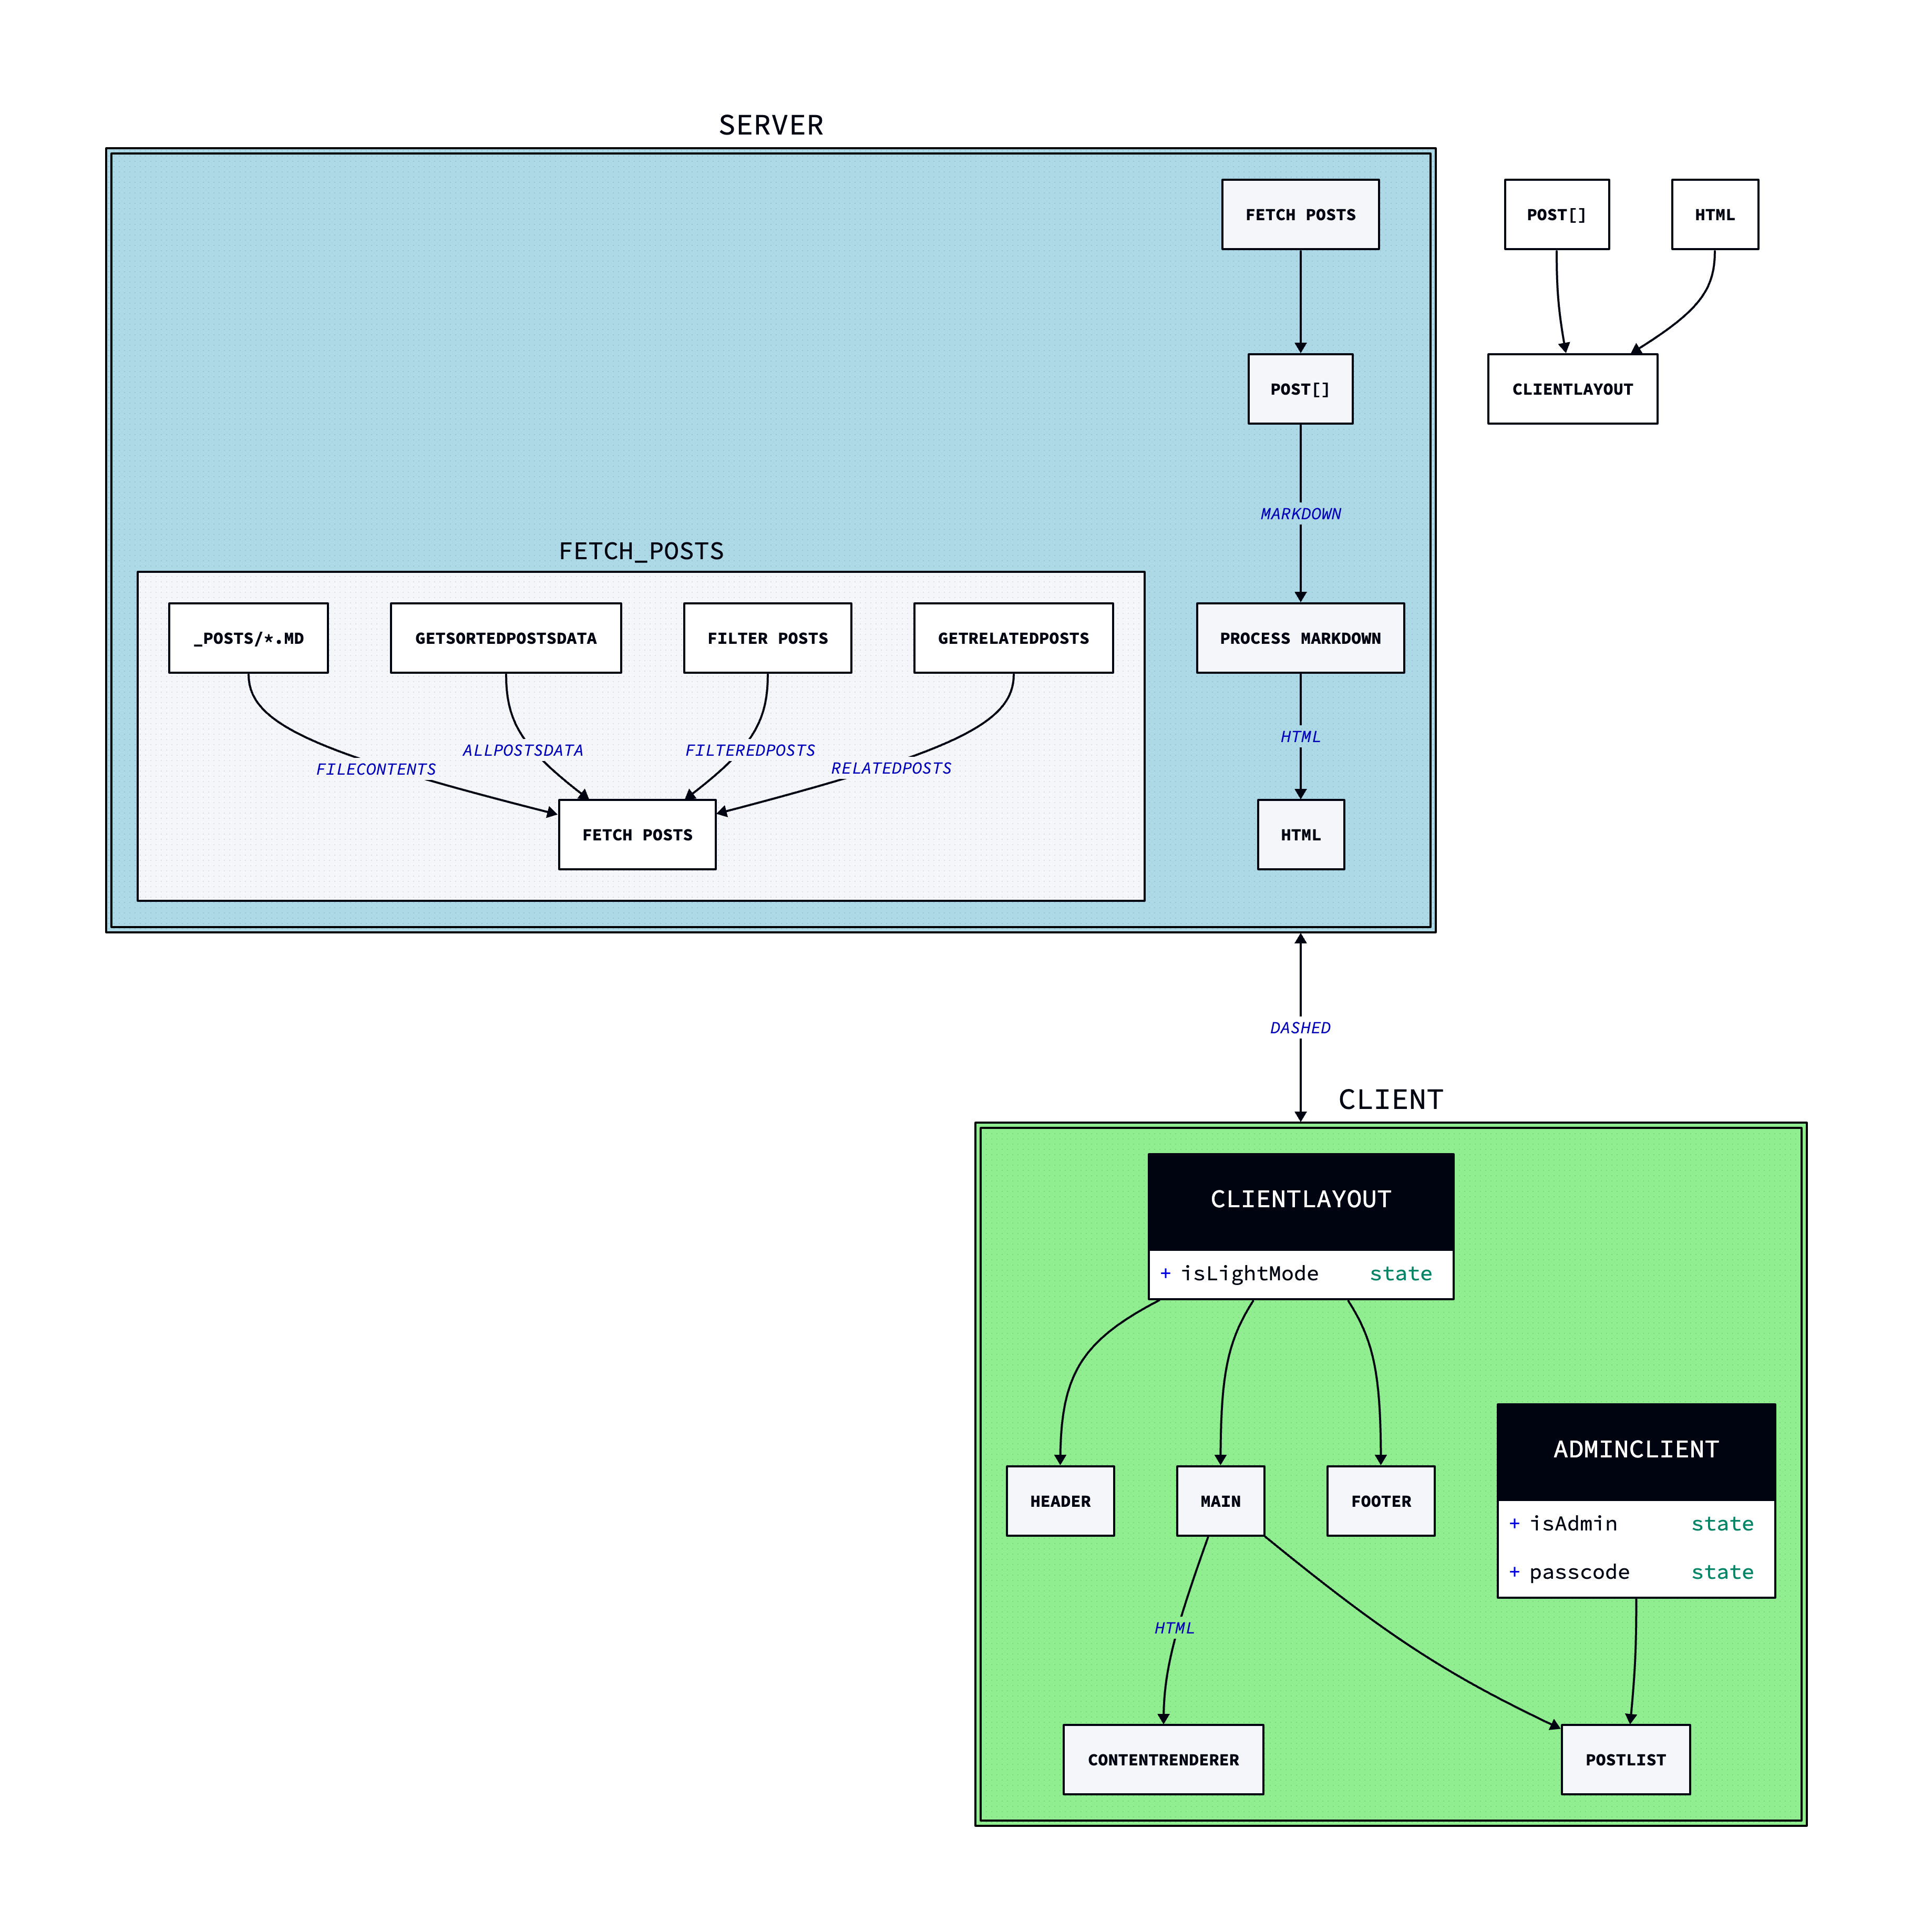 SERVER
FETCH POSTS
POST[]
HTML
POST[]
CLIENTLAYOUT
MARKDOWN
FETCH_POSTS
_POSTS/*.MD
GETSORTEDPOSTSDATA
FILTER POSTS
GETRELATEDPOSTS
PROCESS MARKDOWN
HTML
ALLPOSTSDATA
FILTEREDPOSTS
FILECONTENTS
RELATEDPOSTS
FETCH POSTS
HTML
DASHED
CLIENT
CLIENTLAYOUT
+ isLightMode state
ADMINCLIENT
HEADER
MAIN
FOOTER
+ isAdmin state
+ passcode state
HTML
CONTENTRENDERER
POSTLIST